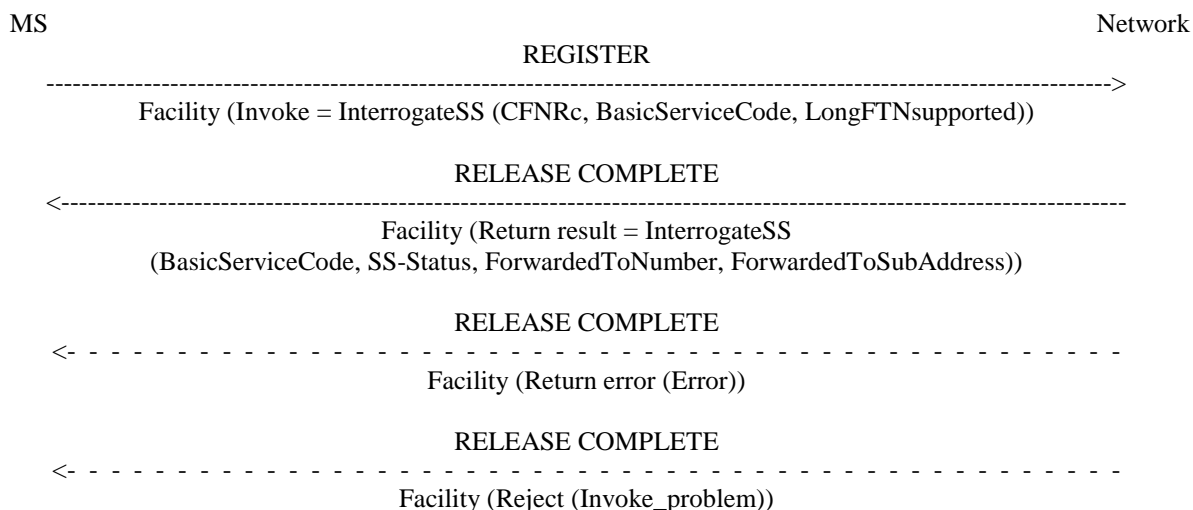 MS Network
REGISTER
------------------------------------------------------------------------------------------------------------------------>
Facility (Invoke = InterrogateSS (CFNRc, BasicServiceCode, LongFTNsupported))
RELEASE COMPLETE
<------------------------------------------------------------------------------------------------------------------------
Facility (Return result = InterrogateSS
(BasicServiceCode, SS-Status, ForwardedToNumber, ForwardedToSubAddress))
RELEASE COMPLETE
<- - - - - - - - - - - - - - - - - - - - - - - - - - - - - - - - - - - - - - - - - - - - - - - - - - - - - - - - - -
Facility (Return error (Error))
RELEASE COMPLETE
<- - - - - - - - - - - - - - - - - - - - - - - - - - - - - - - - - - - - - - - - - - - - - - - - - - - - - - - - - -
Facility (Reject (Invoke_problem))